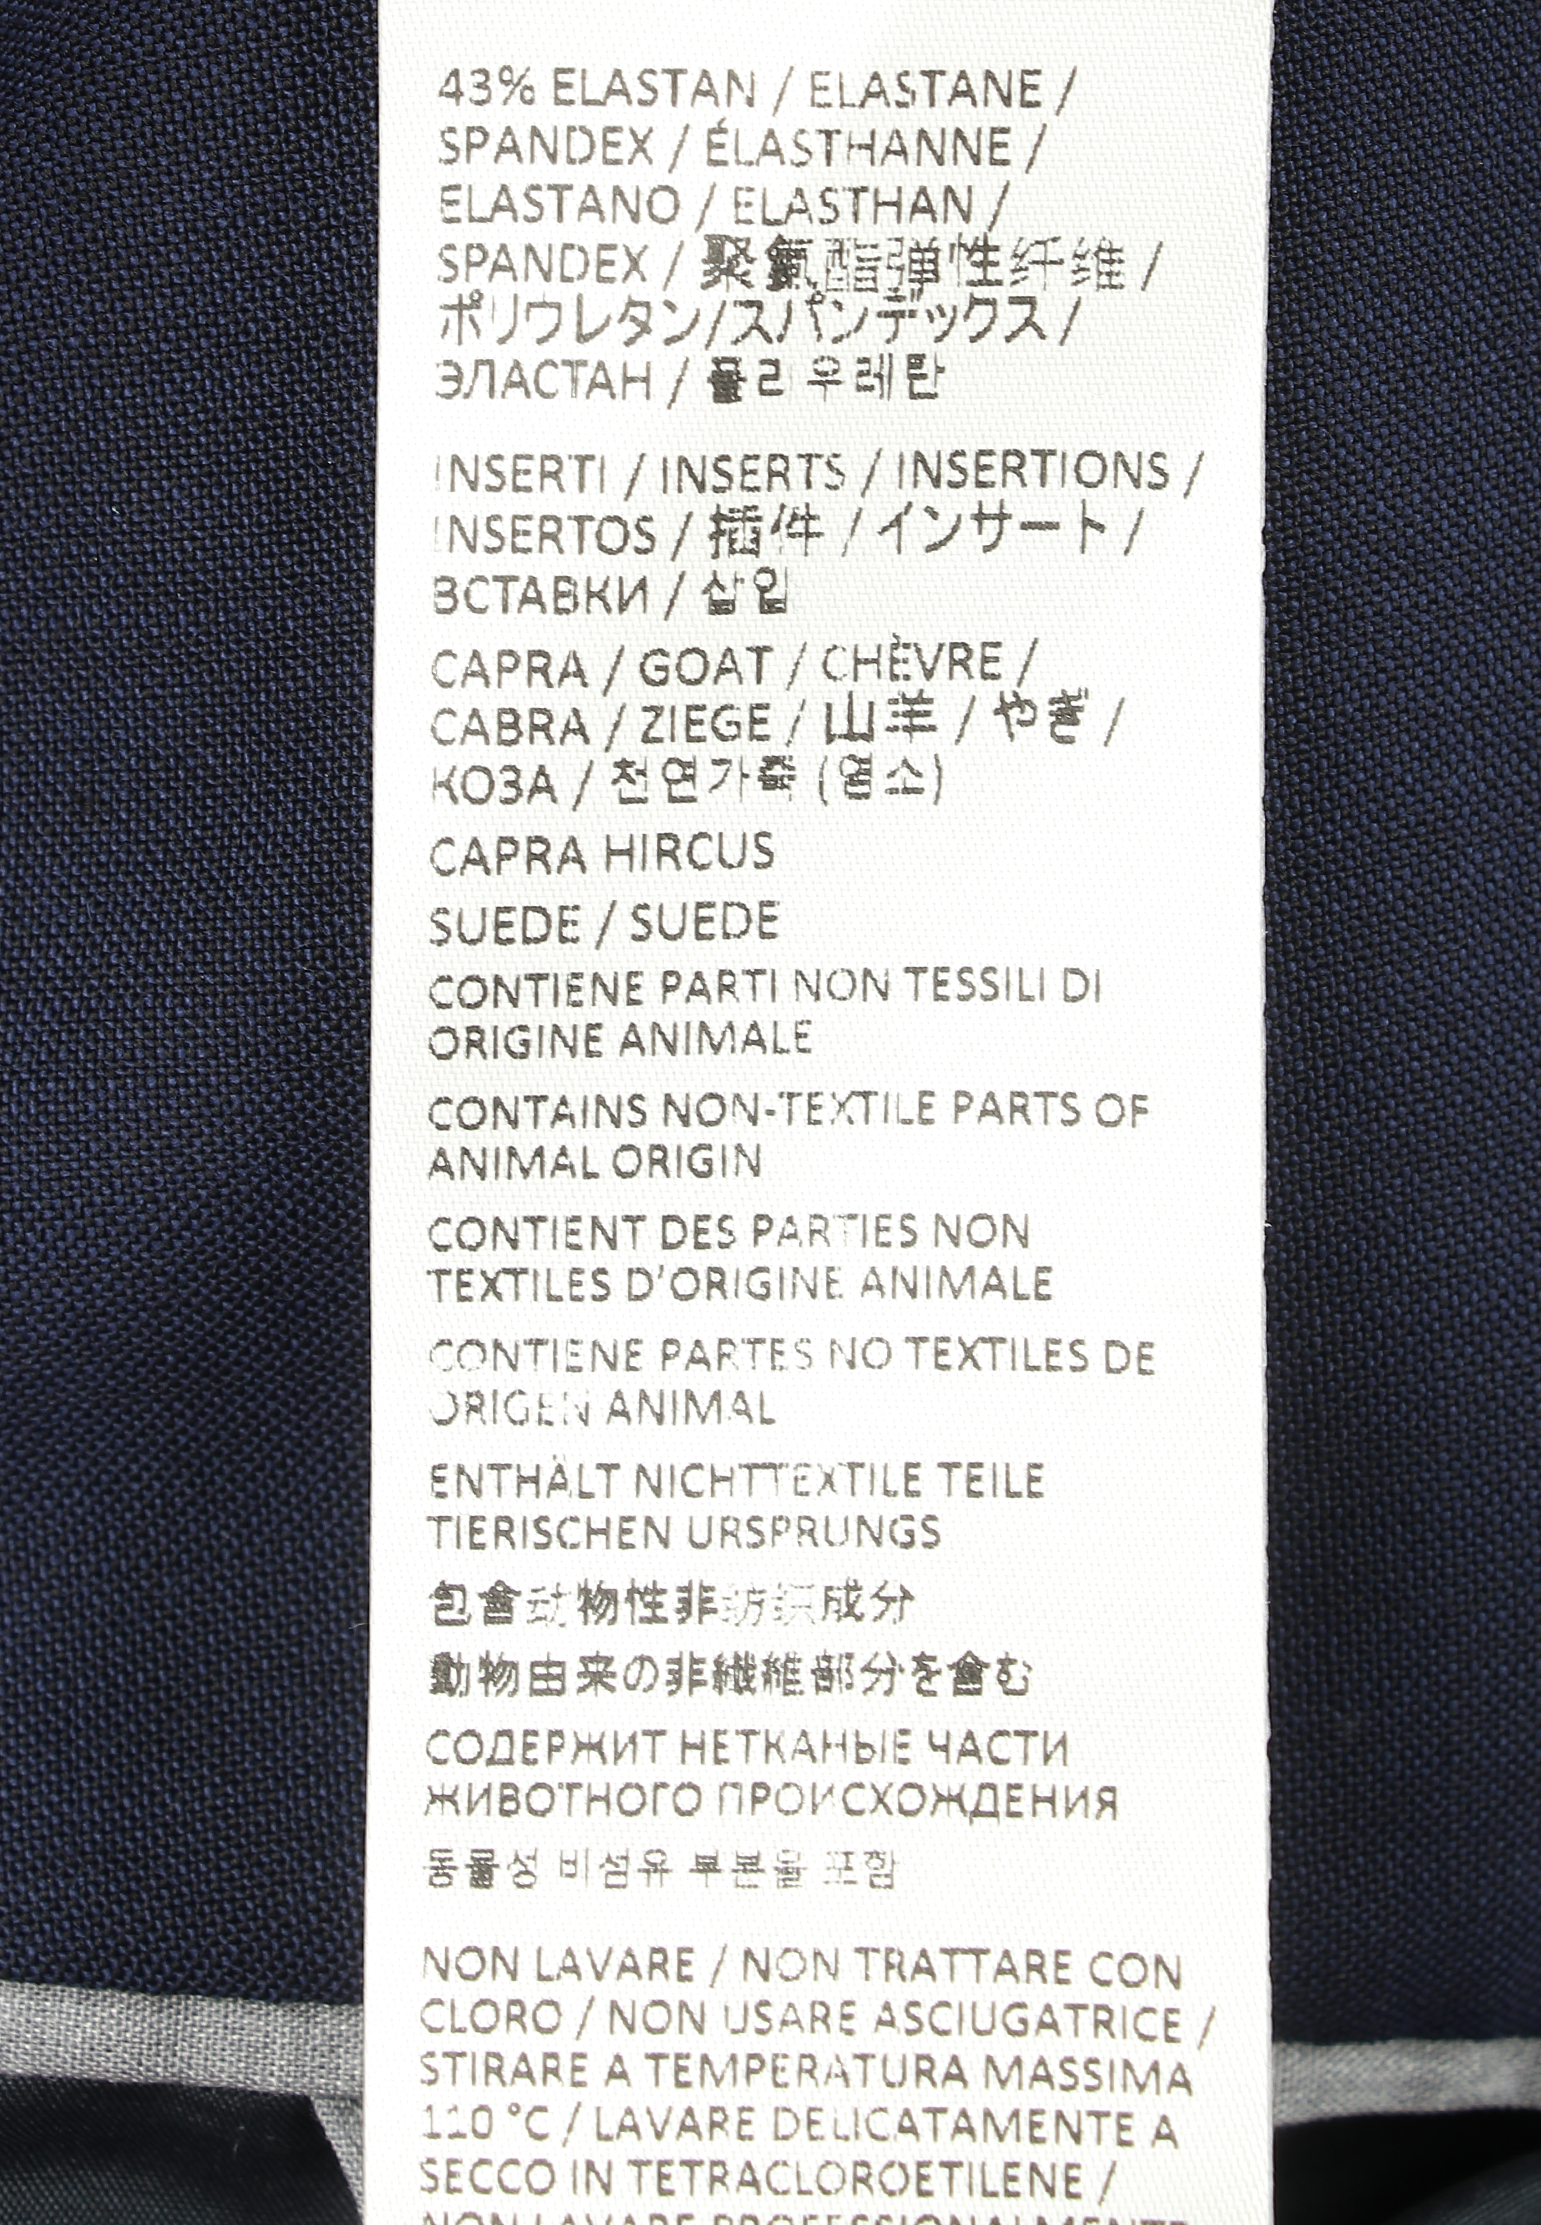 43% ELASTAN / ELASTANE /
SPANDEX / ÉLASTHANNE /
ELASTANO / ELASTHAN /
SPANDEX / 聚氨酯弹性纤维 /
ポリウレタン/スパンデックス /
ЭЛАСТАН / 폴리우레탄
INSERTI / INSERTS / INSERTIONS /
INSERTOS / 插件 / インサート /
ВСТАВКИ / 삽입
CAPRA / GOAT / CHÈVRE /
CABRA / ZIEGE / 山羊 / やぎ /
КОЗА / 천연가죽 (염소)
CAPRA HIRCUS
SUEDE / SUEDE
CONTIENE PARTI NON TESSILI DI
ORIGINE ANIMALE
CONTAINS NON-TEXTILE PARTS OF
ANIMAL ORIGIN
CONTIENT DES PARTIES NON
TEXTILES D'ORIGINE ANIMALE
CONTIENE PARTES NO TEXTILES DE
ORIGEN ANIMAL
ENTHÄLT NICHTTEXTILE TEILE
TIERISCHEN URSPRUNGS
包含动物性非纺织成分
動物由来の非繊維部分を含む
СОДЕРЖИТ НЕТКАНЫЕ ЧАСТИ
ЖИВОТНОГО ПРОИСХОЖДЕНИЯ
동물성 비섬유 부분을 포함
NON LAVARE / NON TRATTARE CON
CLORO / NON USARE ASCIUGATRICE /
STIRARE A TEMPERATURA MASSIMA
110 °C / LAVARE DELICATAMENTE A
SECCO IN TETRACLOROETILENE /
NON LAVARE PROFESSIONALMENTE